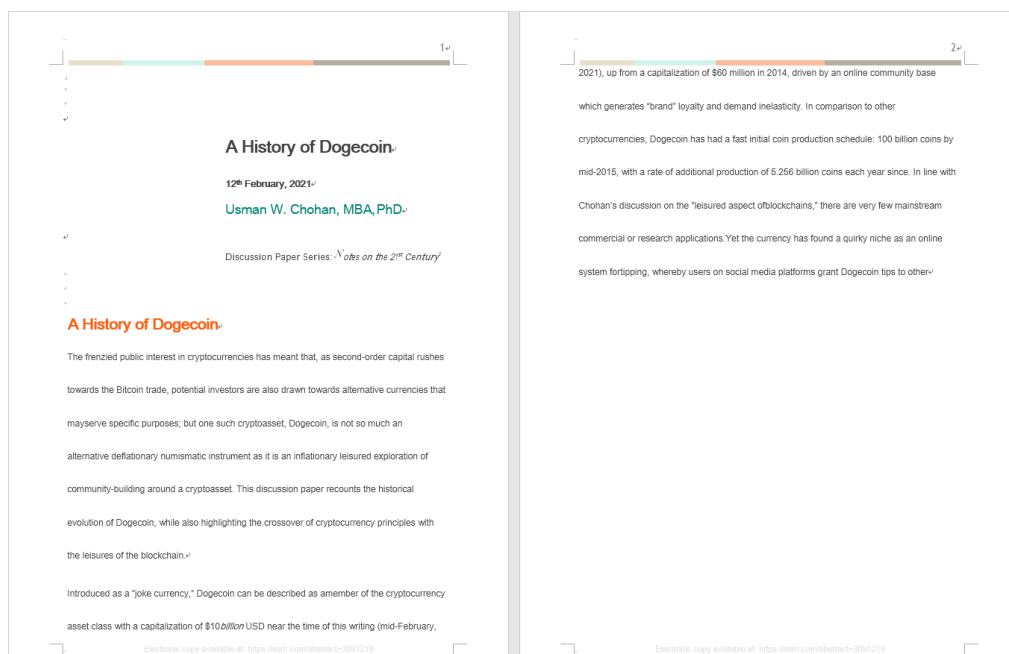 1
A History of Dogecoin
12th February, 2021
Usman W. Chohan, MBA,PhD
Discussion Paper Series: Notes on the 21st Century1
A History of Dogecoin
The frenzied public interest in cryptocurrencies has meant that, as second-order capital rushes
towards the Bitcoin trade, potential investors are also drawn towards alternative currencies that
mayserve specific purposes; but one such cryptoasset, Dogecoin, is not so much an
alternative deflationary numismatic instrument as it is an inflationary leisured exploration of
community-building around a cryptoasset. This discussion paper recounts the historical
evolution of Dogecoin, while also highlighting the crossover of cryptocurrency principles with
the leisures of the blockchain.
Introduced as a "joke currency," Dogecoin can be described as amember of the cryptocurrency
asset class with a capitalization of $10billion USD near the time of this writing (mid-February,
Electronic copy available at: https://ssrn.com/abstract=3091219
2
2021), up from a capitalization of $60 million in 2014, driven by an online community base
which generates "brand" loyalty and demand inelasticity. In comparison to other
cryptocurrencies, Dogecoin has had a fast initial coin production schedule: 100 billion coins by
mid-2015, with a rate of additional production of 5.256 billion coins each year since. In line with
Chohan's discussion on the "leisured aspect ofblockchains," there are very few mainstream
commercial or research applications.Yet the currency has found a quirky niche as an online
system fortipping, whereby users on social media platforms grant Dogecoin tips to other
Electronic copy available at: https://ssrn.com/abstract=3091219